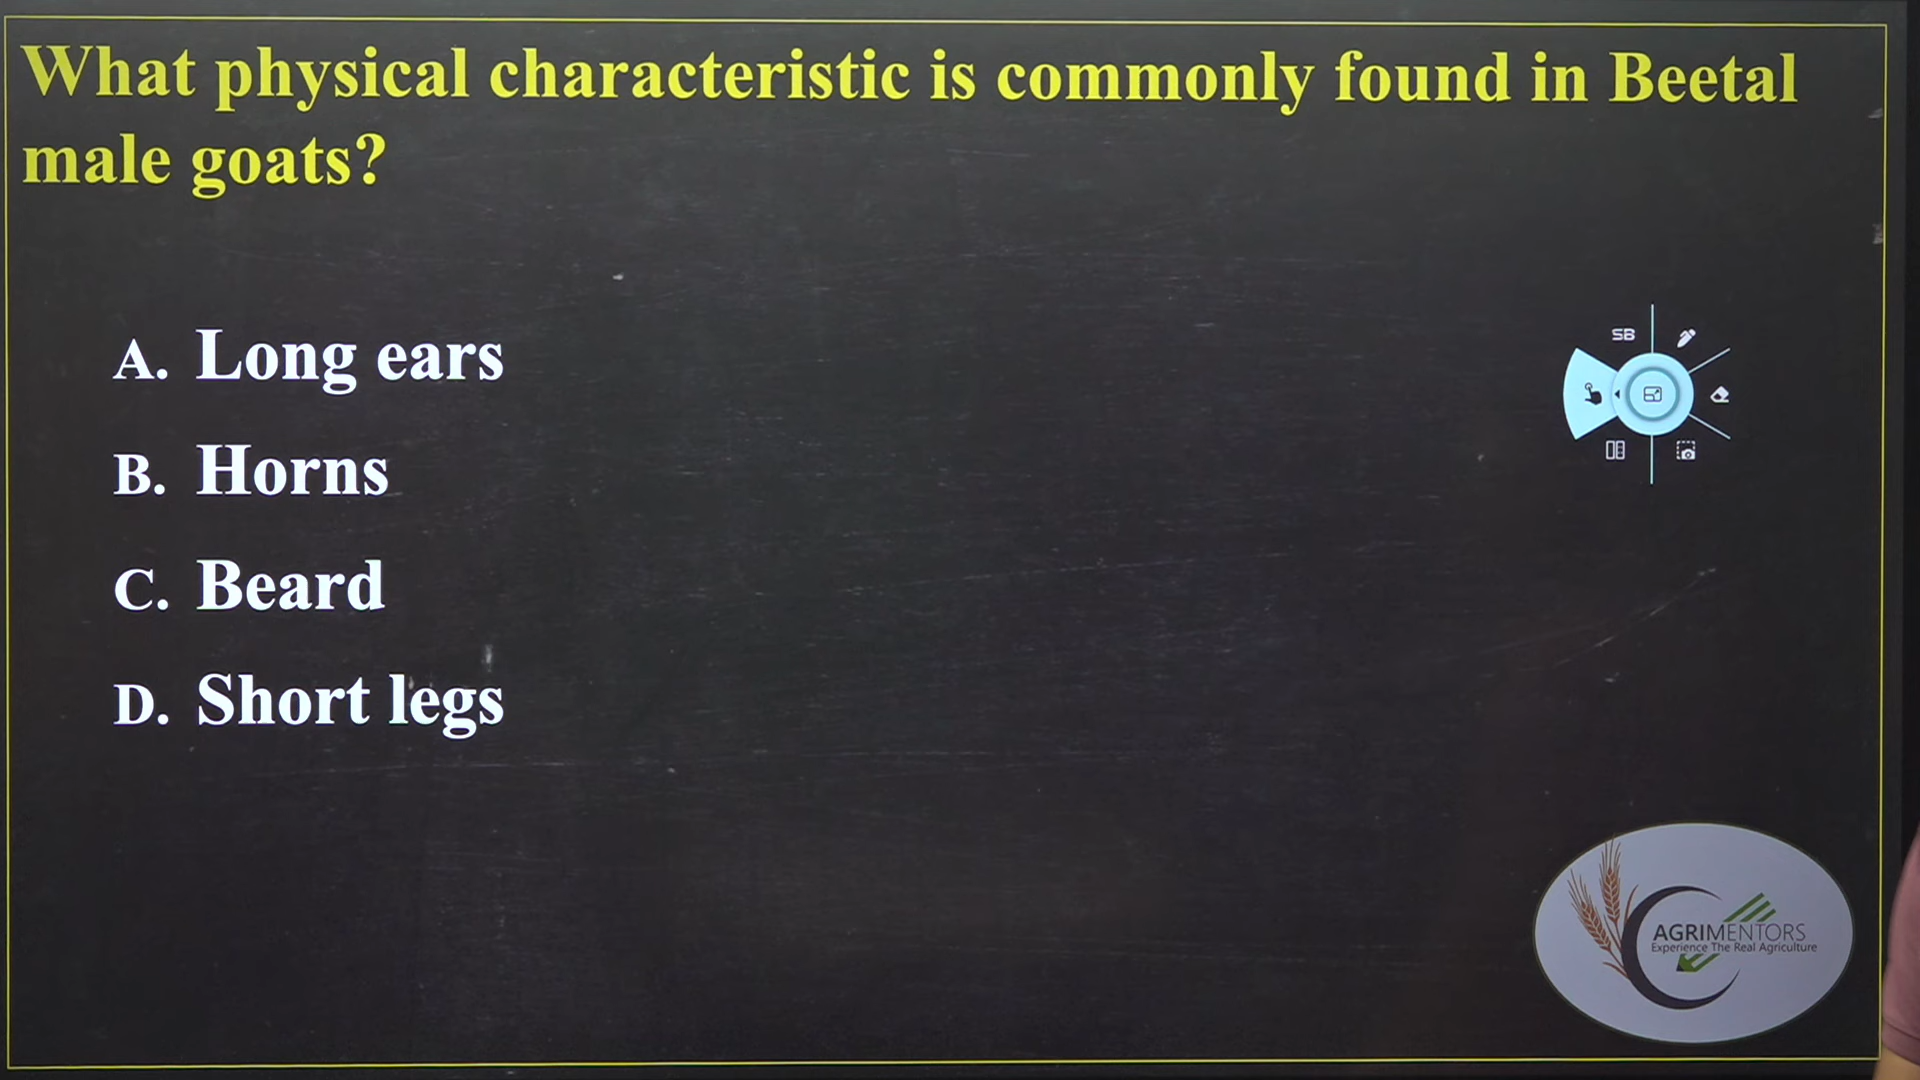 What physical characteristic is commonly found in Beetal
male goats?
A. Long ears
SB
B. Horns
C. Beard
D. Short legs
AGRIMENTORS
Experience The Real Agriculture